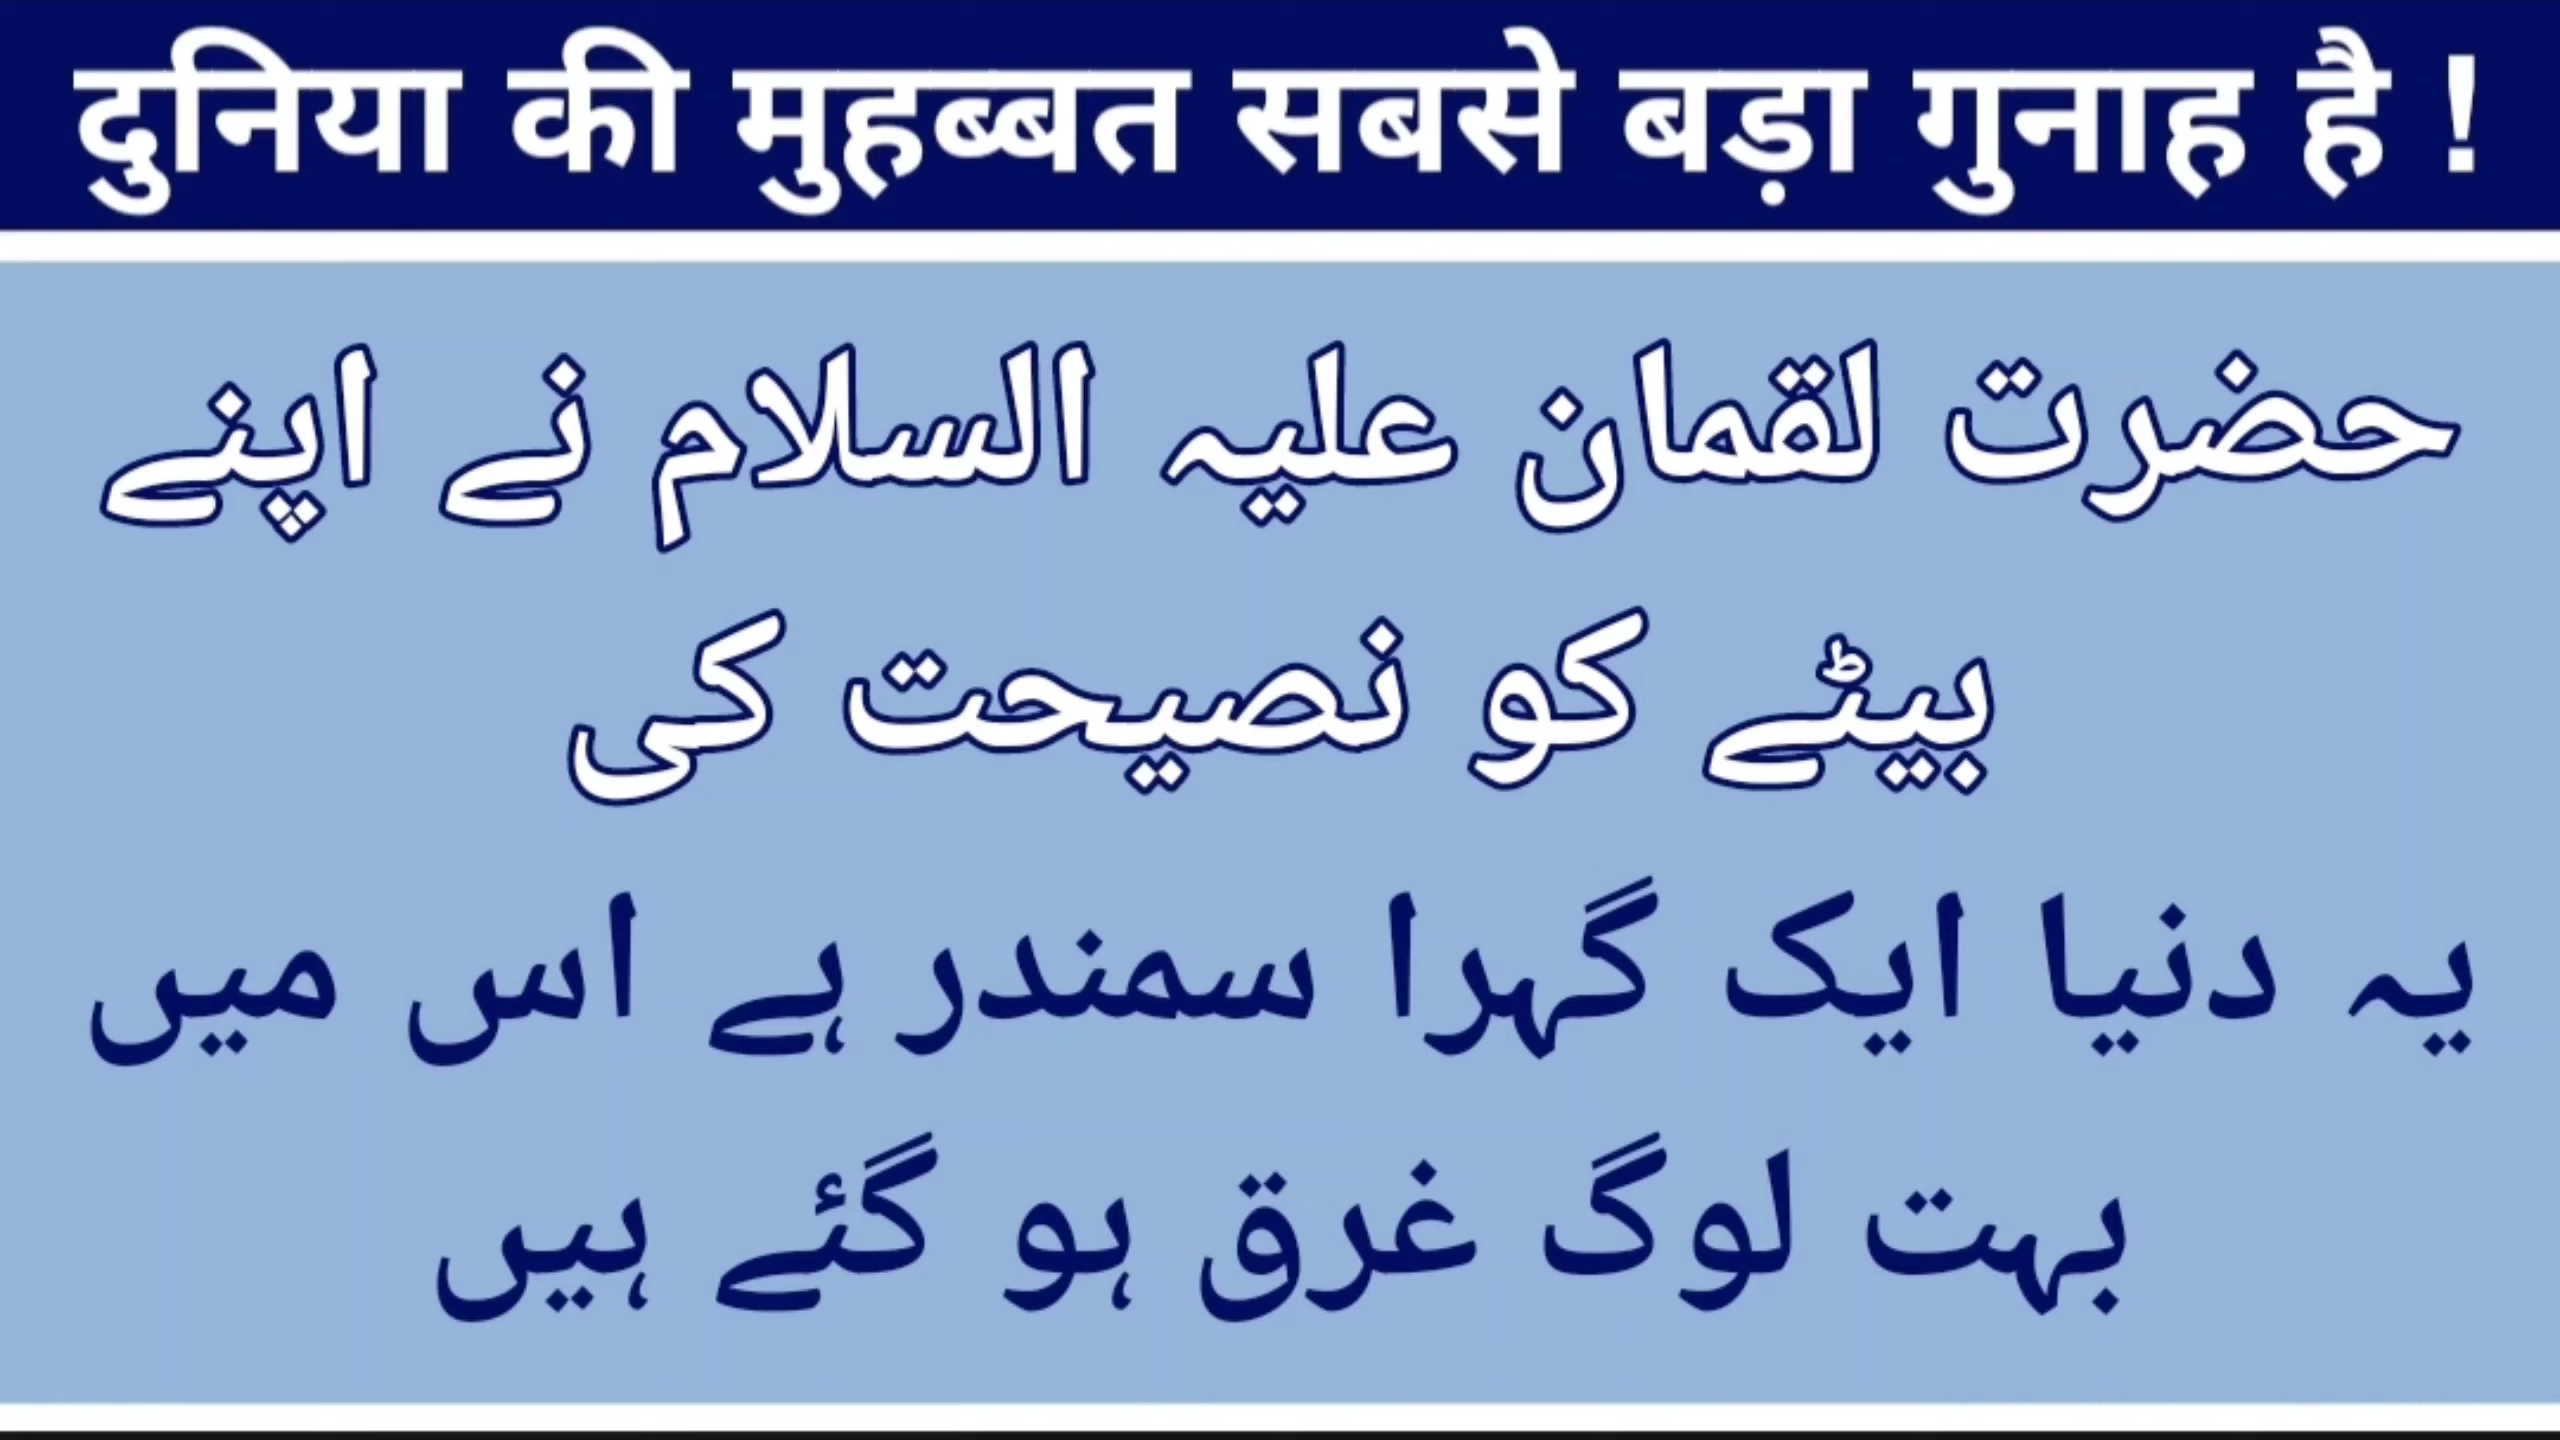 दुनिया की मुहब्बत सबसे बड़ा गुनाह है !
حضرت لقمان علیہ السلام نے اپنے
بیٹے کو نصیحت کی
یہ دنیا ایک گہرا سمندر ہے اس میں
بہت لوگ غرق ہو گئے ہیں